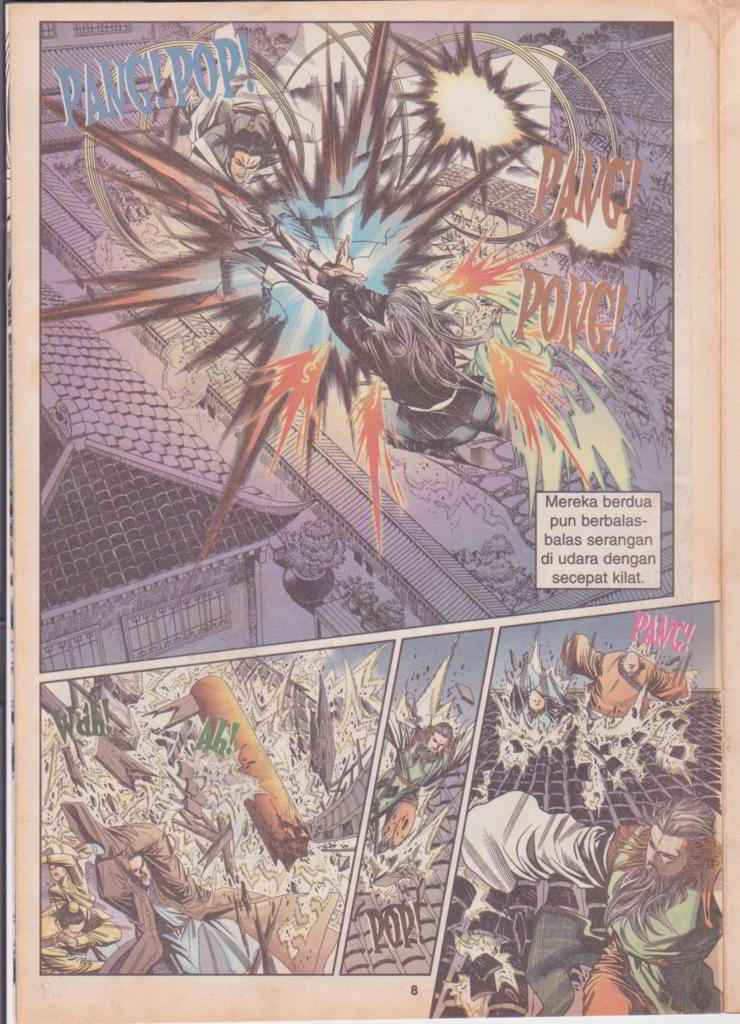 PANG! POP!
PANG!
PONG!
Mereka berdua
pun berbalas-
balas serangan
di udara dengan
secepat kilat.
Wah!
Ah!
POP!
PANG!
8